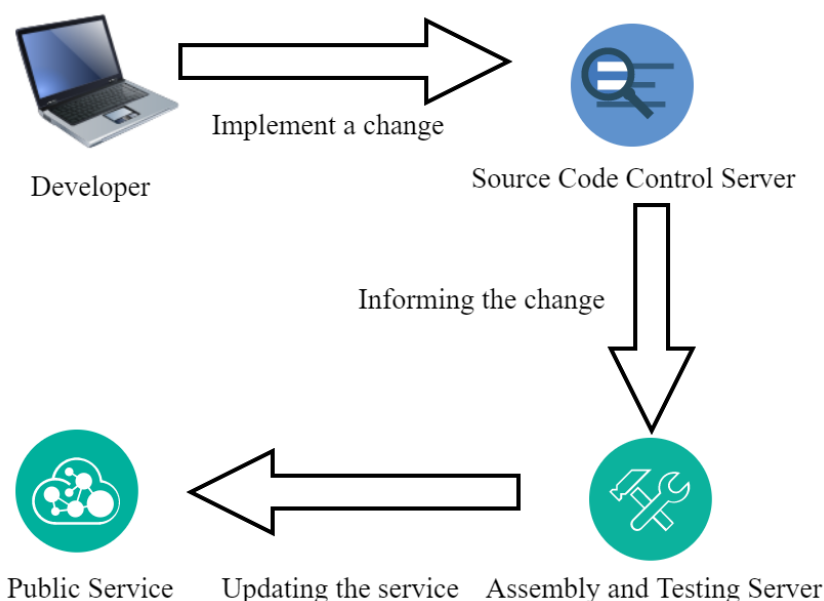 Implement a change
Developer
Source Code Control Server
Informing the change
Public Service
Updating the service
Assembly and Testing Server